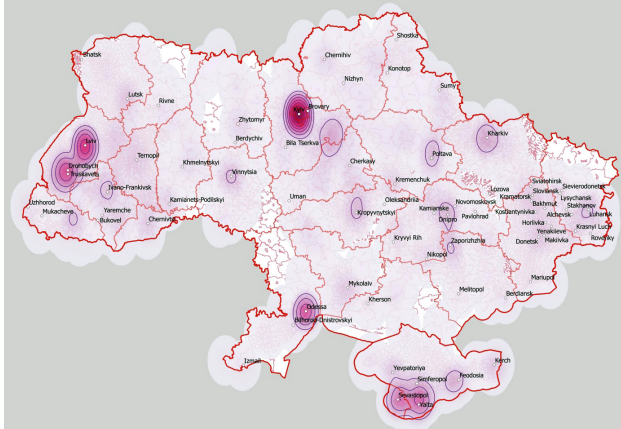 Shostka
Shatsk
Chernihiv
Konotop
Nizhyn
Sumy
Lutsk
Rivne
Brovery
Kyiv
Zhytomyr
Kharkiv
Lviv
Berdychiv
Bila Tserkva
Poltava
Ternopil
Khmelnytskyi
Cherkasy
Drohobych
Truskavets
Vinnytsia
Kremenchuk
Sviatohirsk
Sievierodonetsk
Ivano-Frankivsk
Lozova
Sloviansk
Lysychansk
Uzhhorod
Kamianets-Podilskyi
Uman
Oleksandriia
Kramatorsk
Bakhmut
Stakhanov
Mukacheve
Yaremche
Kropyvnytskyi
Kamianske
Novomoskovsk
Kostiantynivka
Alchevsk
Luhansk
Bukovel
Chernivtsi
Dnipro
Pavlohrad
Horlivka
Krasnyi Luch
Kryvyi Rih
Zaporizhzhia
Donetsk
Yenakiieve
Makiivka
Rovenky
Nikopol
Mykolaiv
Mariupol
Kherson
Melitopol
Berdiansk
Odessa
Bilhorod-Dnistrovskyi
Izmail
Kerch
Yevpatoriya
Simferopol
Feodosia
Sevastopol
Yalta